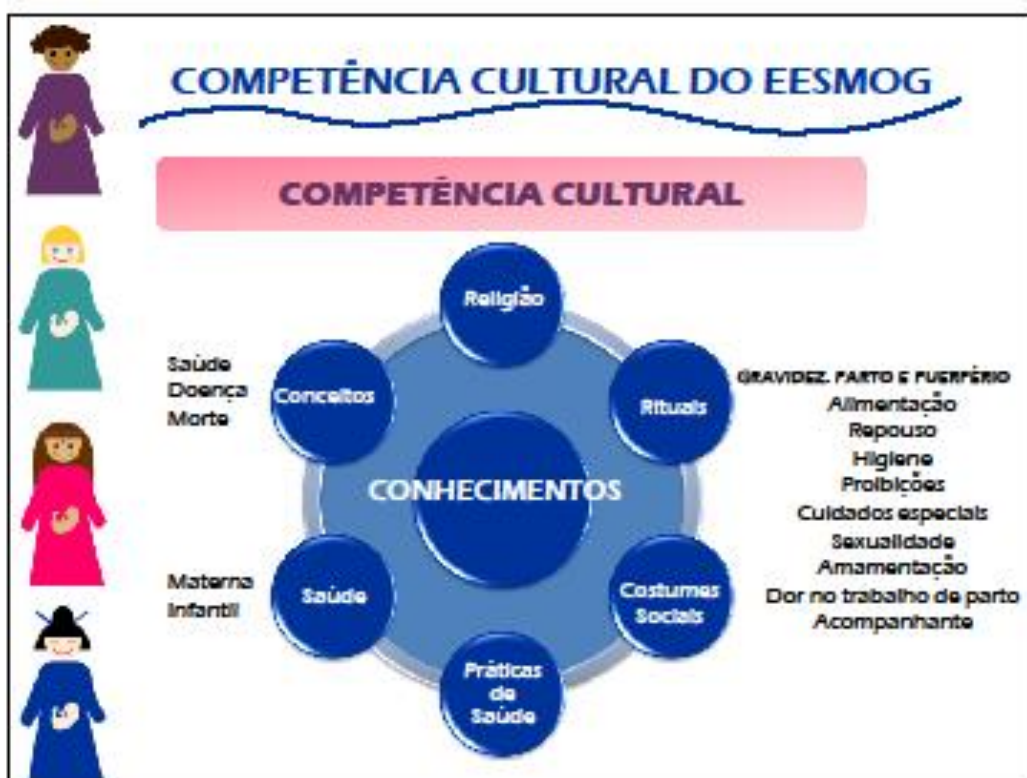 COMPETÊNCIA CULTURAL DO EESMOG
COMPETÊNCIA CULTURAL
Religião
Conceitos
Saúde
Doença
Morte
Rituais
GRAVIDEZ, PARTO E PUERPÉRIO
Alimentação
Repouso
Higiene
Proibições
Cuidados especiais
Sexualidade
Amamentação
Dor no trabalho de parto
Acompanhante
CONHECIMENTOS
Materna
Infantil
Saúde
Costumes
Sociais
Práticas
de
Saúde